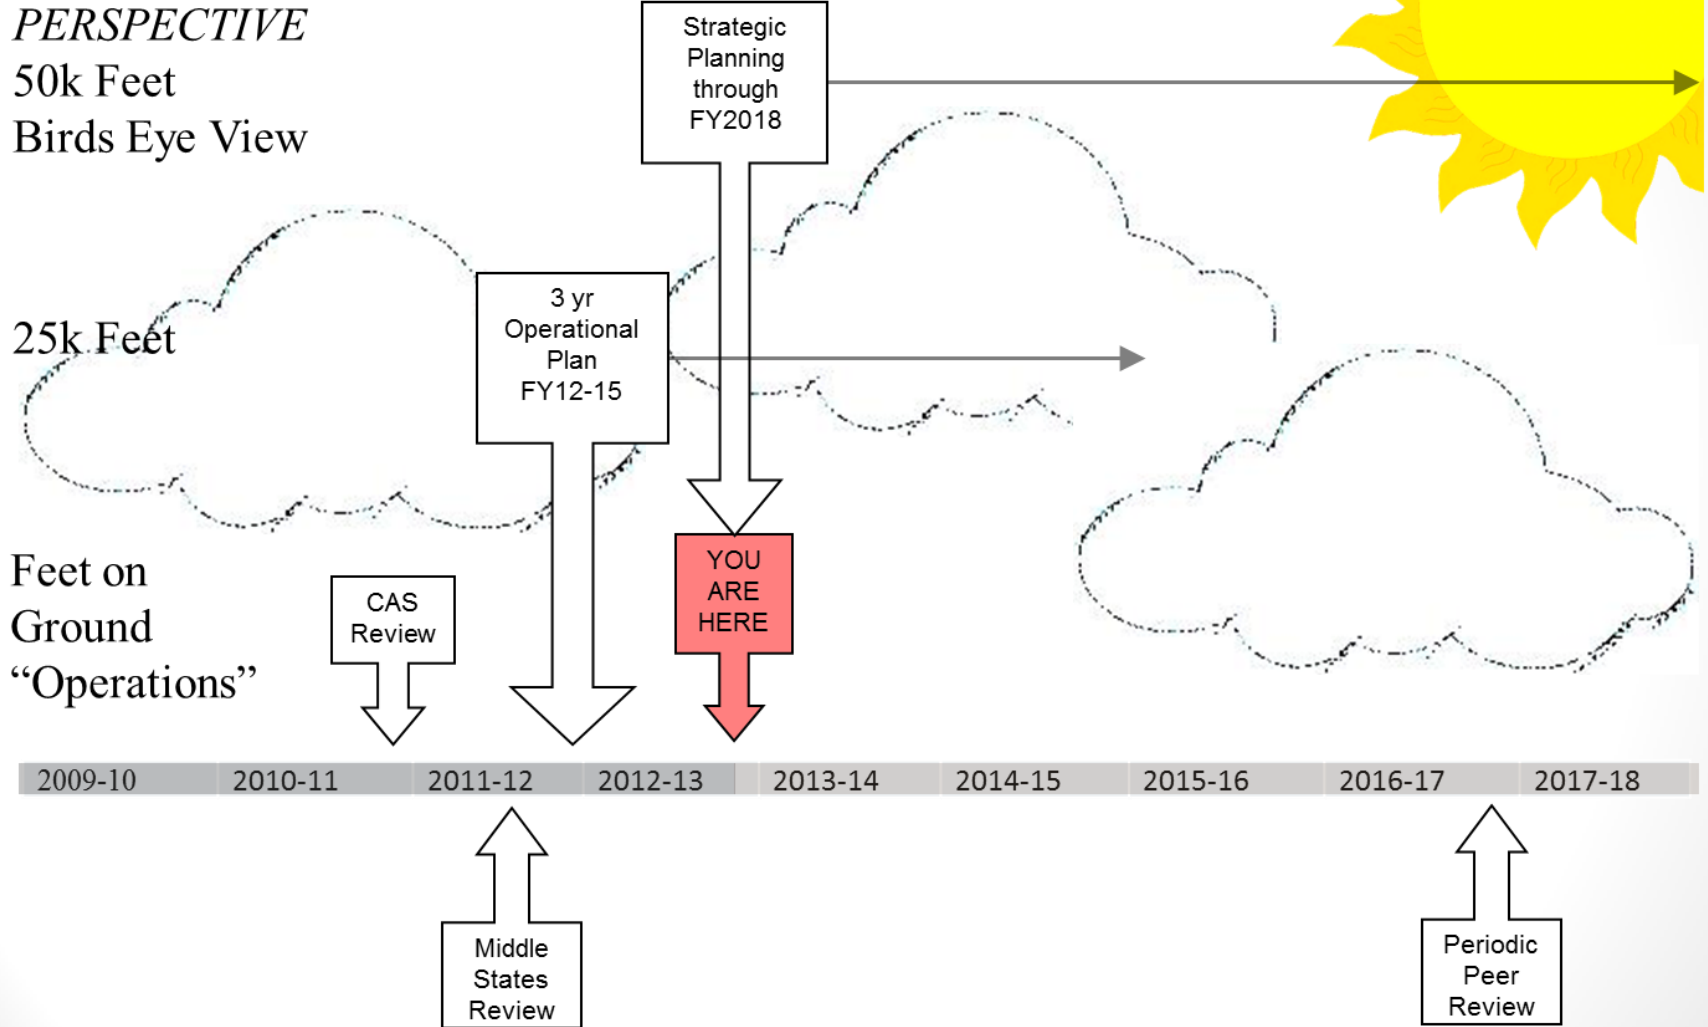 PERSPECTIVE
50k Feet
Birds Eye View
Strategic
Planning
through
FY2018
25k Feet
3 yr
Operational
Plan
FY12-15
Feet on
Ground
“Operations”
CAS
Review
YOU
ARE
HERE
2009-10 2010-11 2011-12 2012-13 2013-14 2014-15 2015-16 2016-17 2017-18
Middle
States
Review
Periodic
Peer
Review